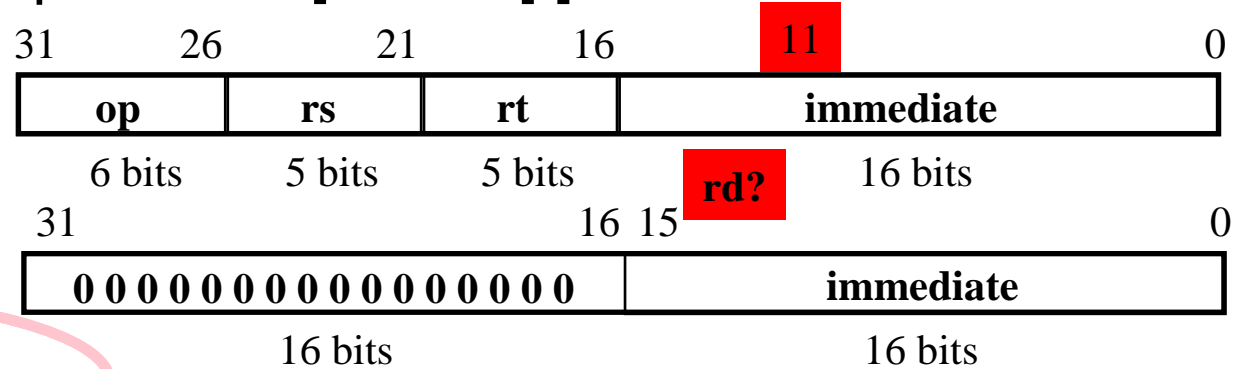 31 26 21 16 11 0
op rs rt immediate
6 bits 5 bits 5 bits rd? 16 bits
31 16 15 0
0 0 0 0 0 0 0 0 0 0 0 0 0 0 0 0 immediate
16 bits 16 bits